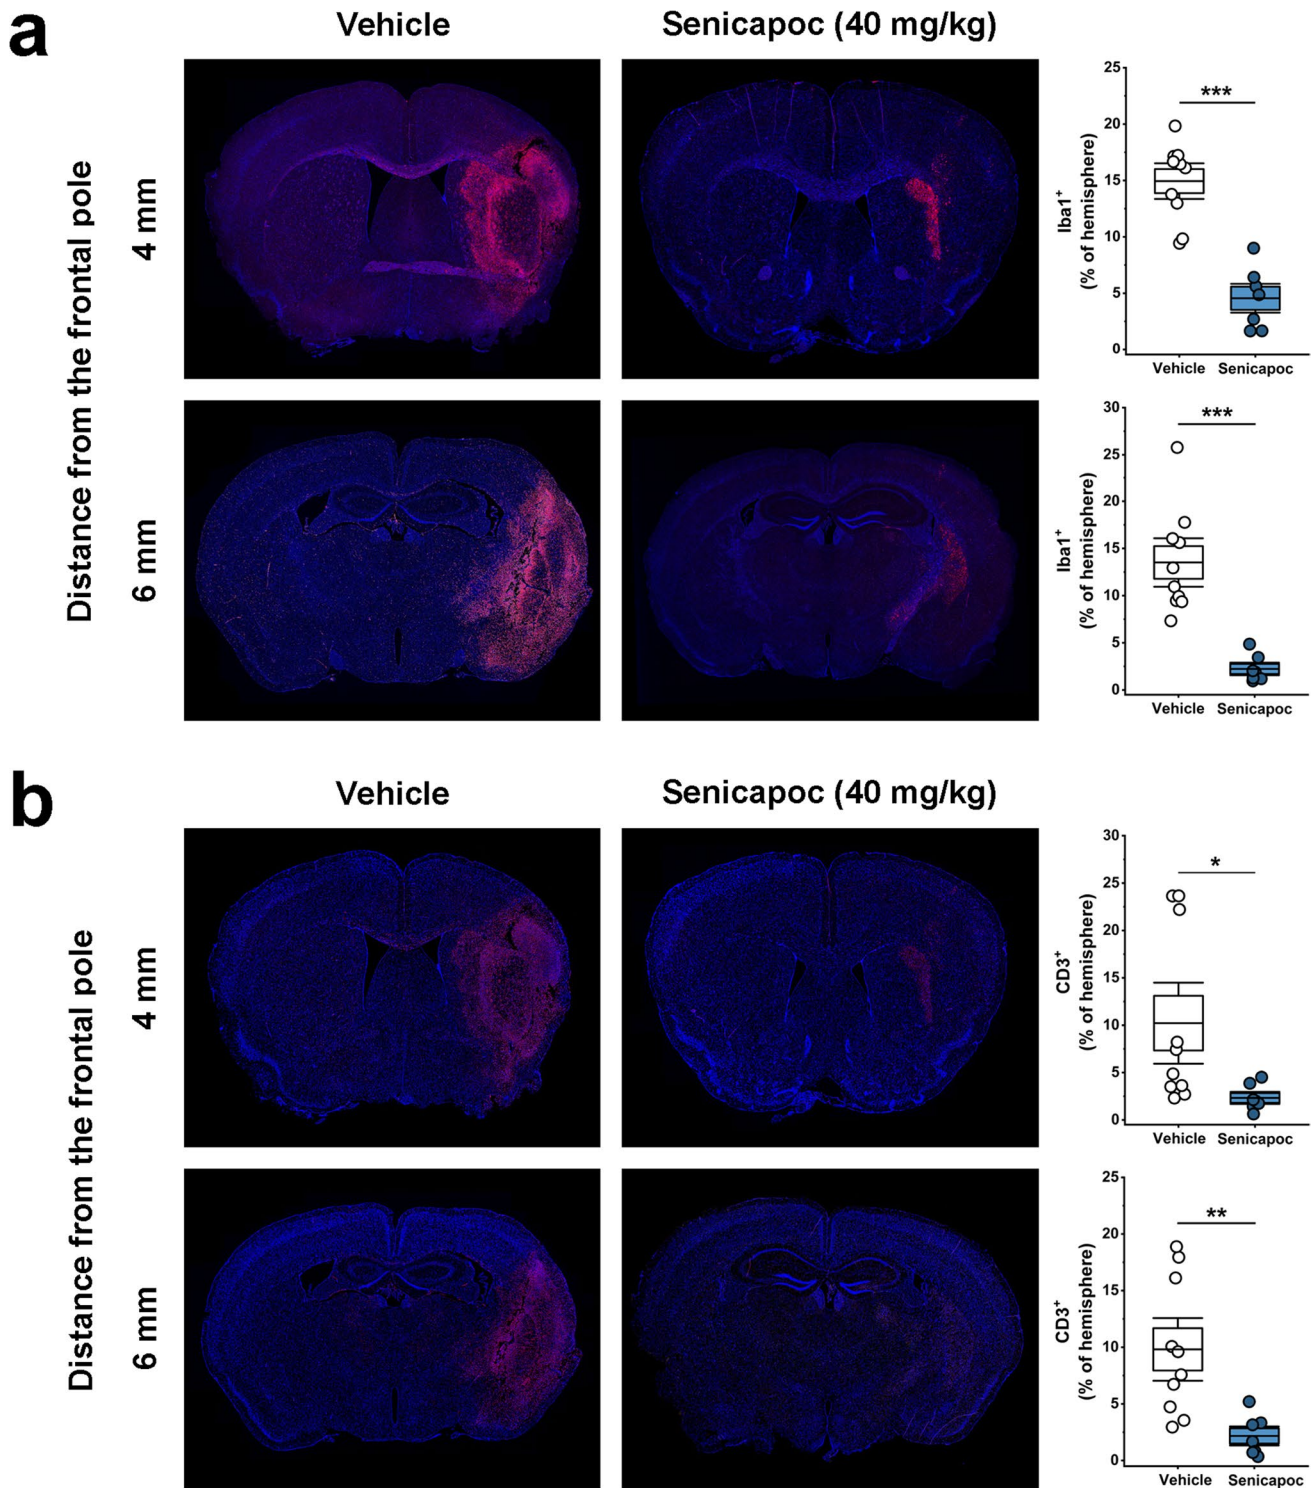 a
Vehicle
Senicapoc (40 mg/kg)
Distance from the frontal pole
4 mm
25
20
15
10
5
0
Iba1⁺
(% of hemisphere)
***
Vehicle
Senicapoc
6 mm
30
25
20
15
10
5
0
Iba1⁺
(% of hemisphere)
***
Vehicle
Senicapoc
b
Vehicle
Senicapoc (40 mg/kg)
Distance from the frontal pole
4 mm
30
25
20
15
10
5
0
CD3⁺
(% of hemisphere)
*
Vehicle
Senicapoc
6 mm
25
20
15
10
5
0
CD3⁺
(% of hemisphere)
**
Vehicle
Senicapoc